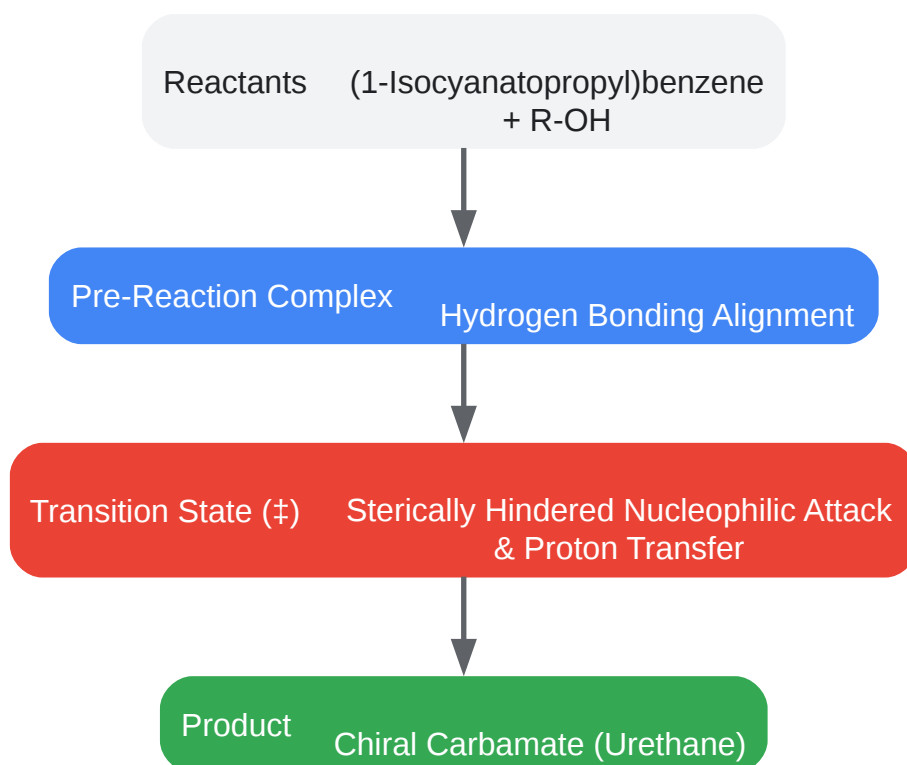 Reactants (1-Isocyanatopropyl)benzene
+ R-OH
Pre-Reaction Complex
Hydrogen Bonding Alignment
Transition State (‡) Sterically Hindered Nucleophilic Attack
& Proton Transfer
Product
Chiral Carbamate (Urethane)